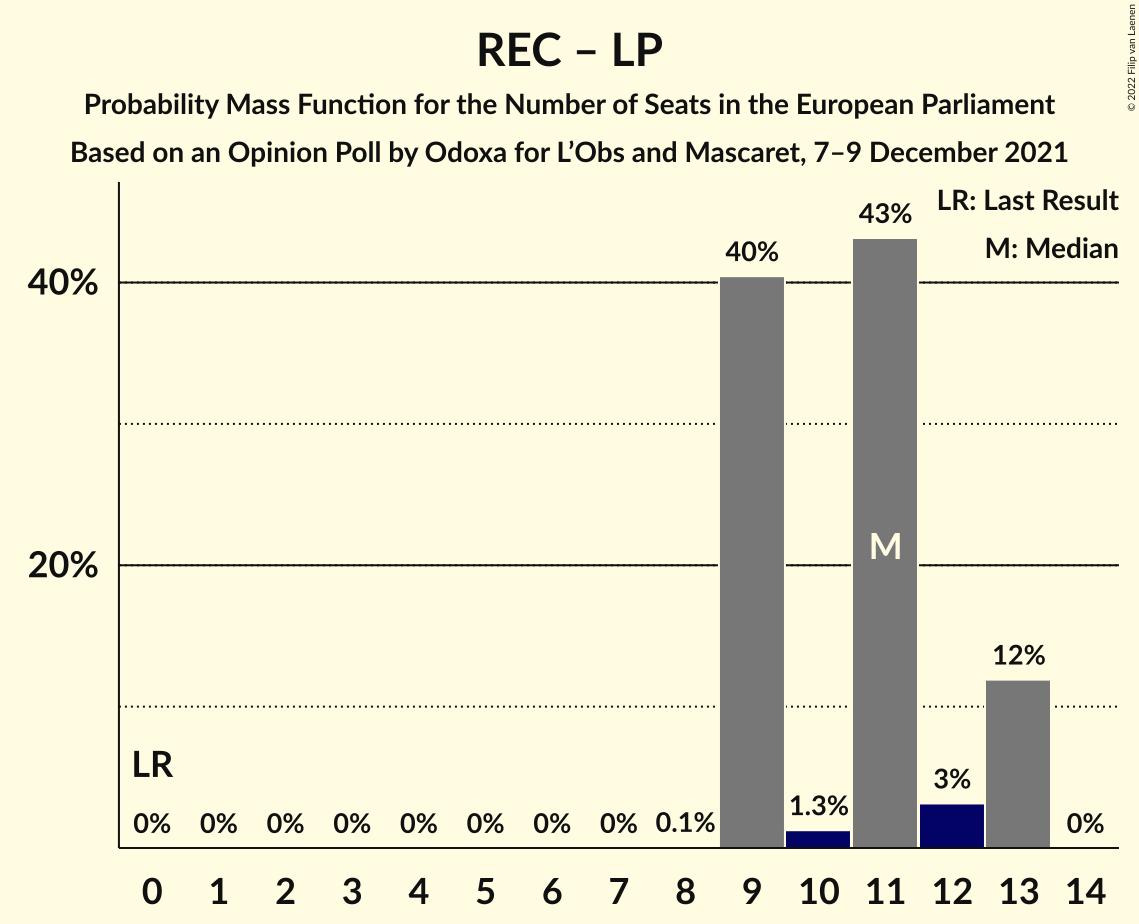 REC – LP
Probability Mass Function for the Number of Seats in the European Parliament
Based on an Opinion Poll by Odoxa for L’Obs and Mascaret, 7–9 December 2021
© 2022 Filip van Laenen
LR: Last Result
M: Median
40%
20%
LR
0% 0% 0% 0% 0% 0% 0% 0% 0.1% 40% 1.3% 43% 3% 12% 0%
M
0 1 2 3 4 5 6 7 8 9 10 11 12 13 14